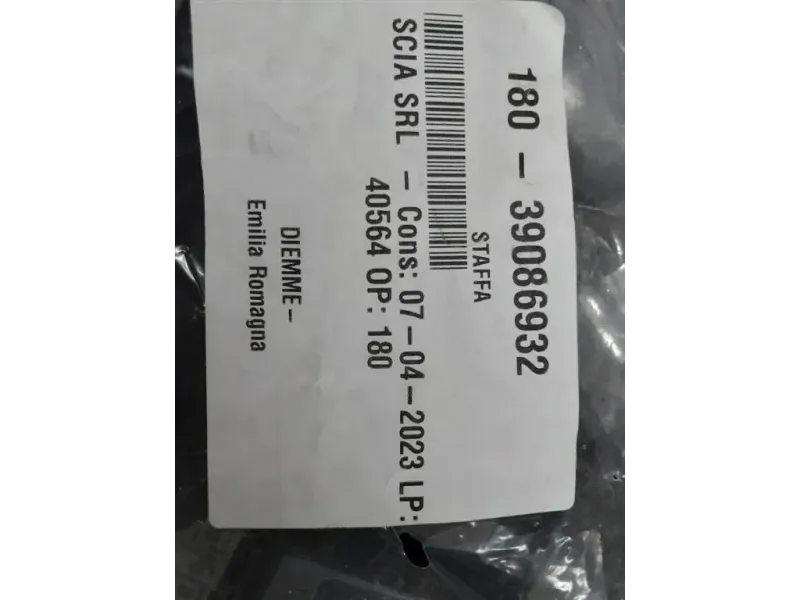 180 - 39086932
STAFFA
SCIA SRL - Cons: 07-04-2023 LP:
40564 OP: 180
DIEMME-
Emilia Romagna